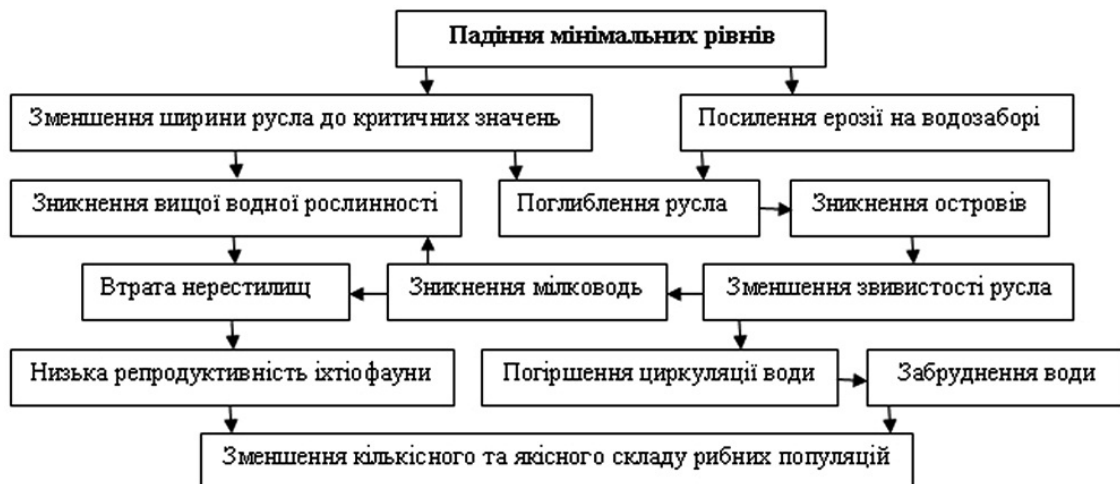 Падіння мінімальних рівнів
Зменшення ширини русла до критичних значень
Посилення ерозії на водозаборі
Зникнення вищої водної рослинності
Поглиблення русла
Зникнення островів
Втрата нерестилищ
Зникнення мілководь
Зменшення звивистості русла
Низька репродуктивність іхтіофауни
Погіршення циркуляції води
Забруднення води
Зменшення кількісного та якісного складу рибних популяцій